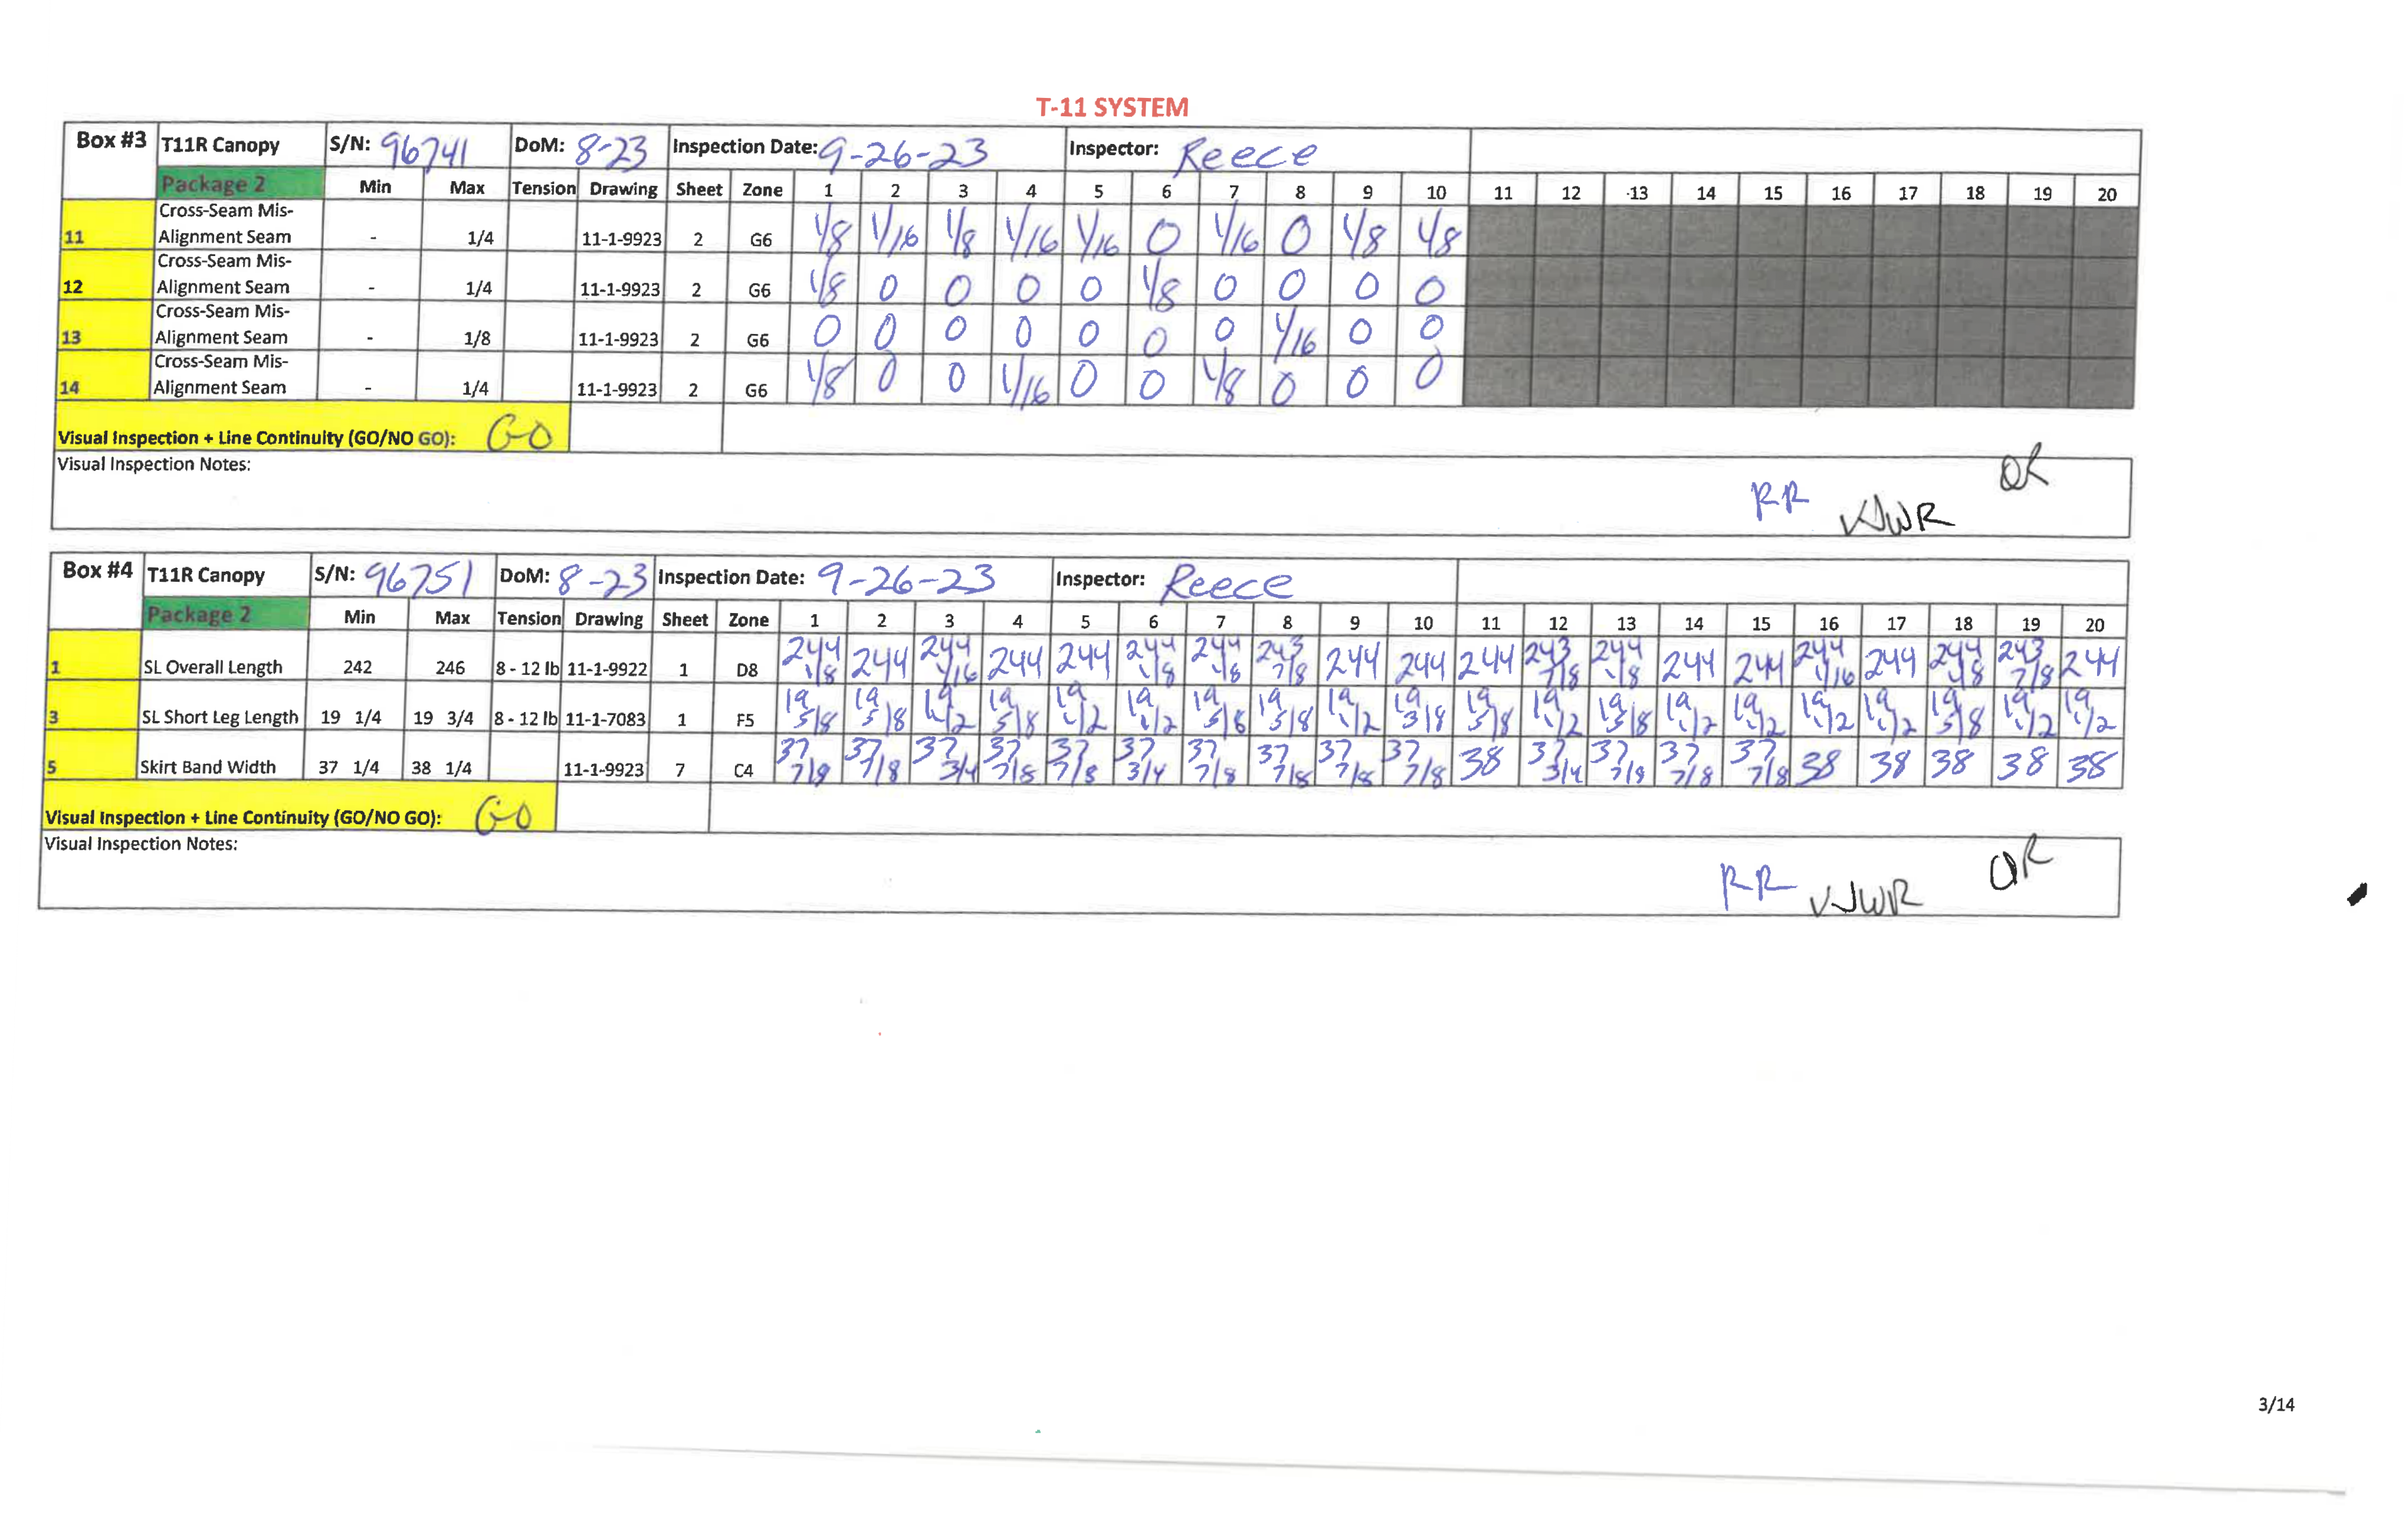 T-11 SYSTEM
Box #3 T11R Canopy S/N: 96741 DoM: 8-23 Inspection Date: 9-26-23 Inspector: Reece
Package 2 Min Max Tension Drawing Sheet Zone 1 2 3 4 5 6 7 8 9 10 11 12 13 14 15 16 17 18 19 20
Cross-Seam Mis-
11 Alignment Seam - 1/4 11-1-9923 2 G6 1/8 1/16 1/8 1/16 1/16 0 1/16 0 1/8 1/8
Cross-Seam Mis-
12 Alignment Seam - 1/4 11-1-9923 2 G6 1/8 0 0 0 0 1/8 0 0 0 0
Cross-Seam Mis-
13 Alignment Seam - 1/8 11-1-9923 2 G6 0 0 0 0 0 0 0 1/16 0 0
Cross-Seam Mis-
14 Alignment Seam - 1/4 11-1-9923 2 G6 1/8 0 0 1/16 0 0 1/8 0 0 0
Visual Inspection + Line Continuity (GO/NO GO): GO
Visual Inspection Notes:
RR VJWR OR
Box #4 T11R Canopy S/N: 96751 DoM: 8-23 Inspection Date: 9-26-23 Inspector: Reece
Package 2 Min Max Tension Drawing Sheet Zone 1 2 3 4 5 6 7 8 9 10 11 12 13 14 15 16 17 18 19 20
1 SL Overall Length 242 246 8 - 12 lb 11-1-9922 1 D8 244 1/8 244 244 1/16 244 244 244 1/8 244 1/8 243 7/8 244 244 244 243 7/8 244 1/8 244 244 244 1/16 244 244 1/8 243 7/8 244
3 SL Short Leg Length 19 1/4 19 3/4 8 - 12 lb 11-1-7083 1 F5 19 5/8 19 5/8 19 1/2 19 5/8 19 1/2 19 1/2 19 5/8 19 5/8 19 1/2 19 3/8 19 5/8 19 1/2 19 5/8 19 1/2 19 1/2 19 1/2 19 1/2 19 5/8 19 1/2 19 1/2
5 Skirt Band Width 37 1/4 38 1/4 11-1-9923 7 C4 37 7/8 37 7/8 37 3/4 37 7/8 37 7/8 37 3/4 37 7/8 37 7/8 37 7/8 37 7/8 38 37 3/4 37 7/8 37 7/8 37 7/8 38 38 38 38 38
Visual Inspection + Line Continuity (GO/NO GO): GO
Visual Inspection Notes:
RR VJWR OR
3/14